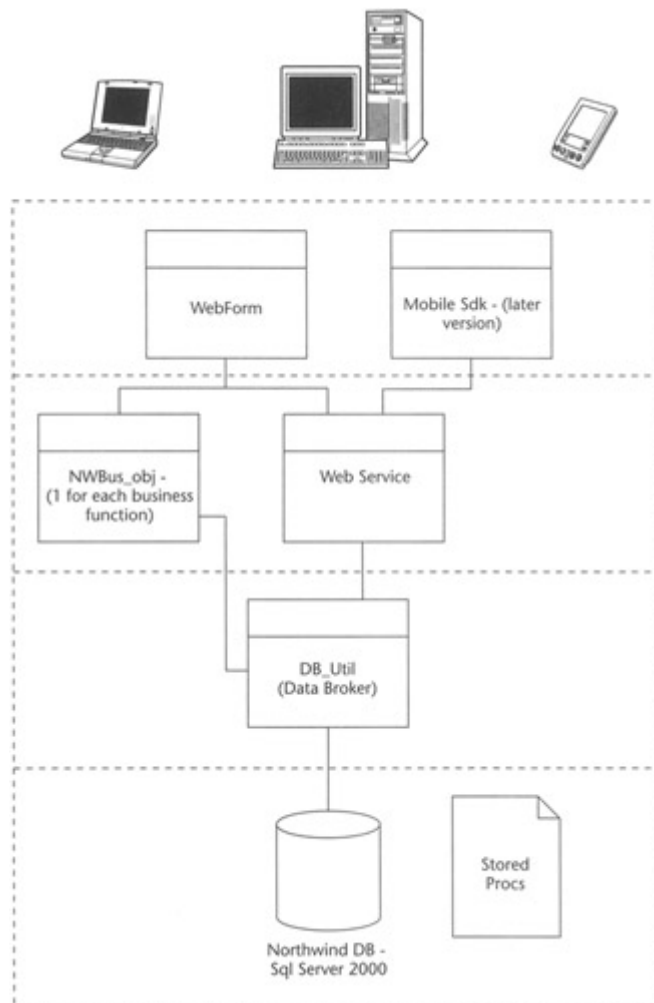 WebForm
Mobile Sdk - (later
version)
NWBus_obj -
(1 for each business
function)
Web Service
DB_Util
(Data Broker)
Stored
Procs
Northwind DB -
Sql Server 2000